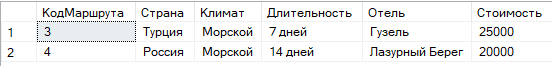 КодМаршрута Страна Климат Длительность Отель Стоимость
1 3 Турция Морской 7 дней Гузель 25000
2 4 Россия Морской 14 дней Лазурный Берег 20000